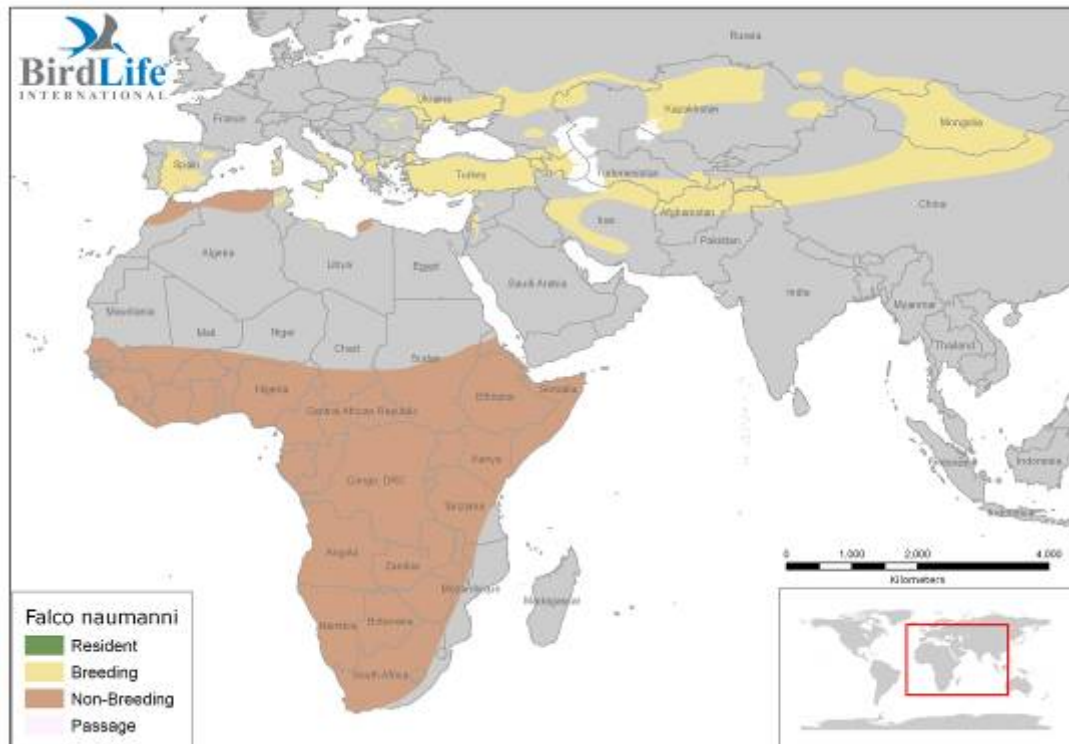 BirdLife
INTERNATIONAL
Russia
Ukraine
France
Kazakhstan
Mongolia
Spain
Turkey
Turkmenistan
China
Iraq
Afghanistan
Pakistan
Algeria
Libya
Egypt
Saudi Arabia
India
Myanmar
Mauritania
Mali
Niger
Chad
Sudan
Thailand
Nigeria
Ethiopia
Somalia
Central African Republic
Kenya
Congo, DRC
Indonesia
Tanzania
Angola
Zambia
Mozambique
Madagascar
Namibia
Botswana
South Africa
0 1,000 2,000 4,000
Kilometers
Falco naumanni
Resident
Breeding
Non-Breeding
Passage